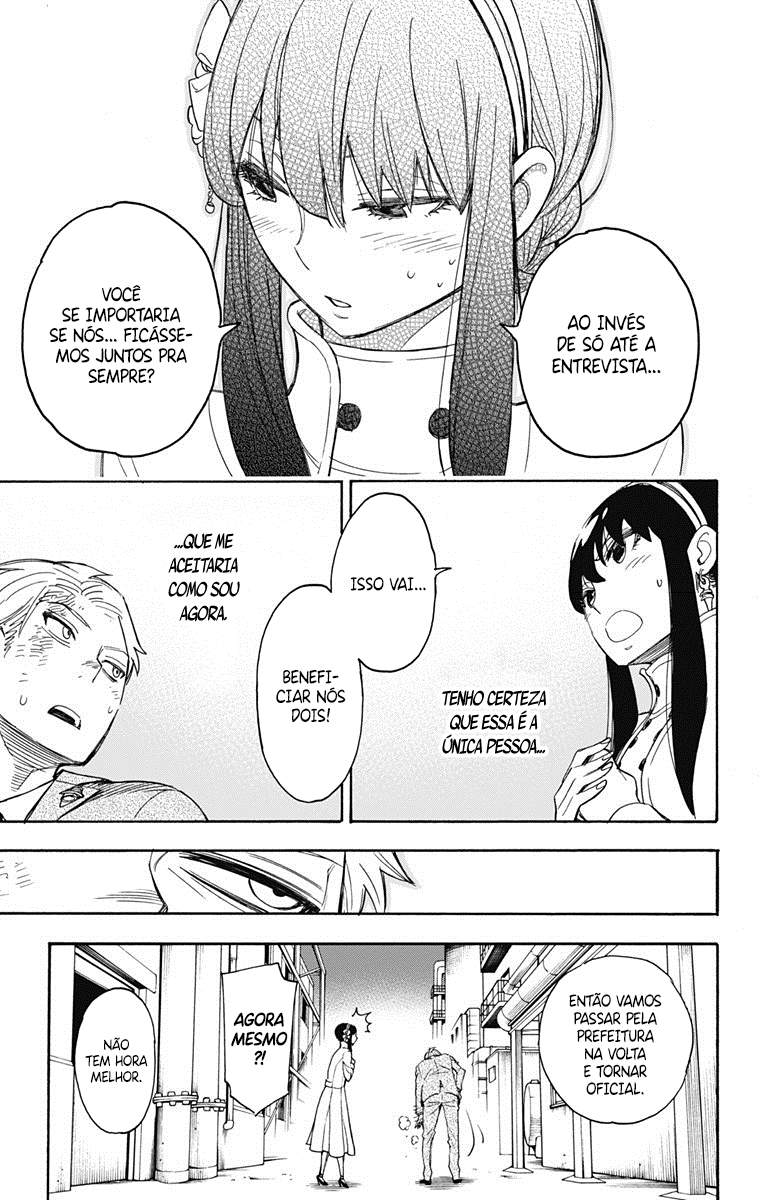 AO INVÉS
DE SÓ ATÉ A
ENTREVISTA...
VOCÊ
SE IMPORTARIA
SE NÓS... FICÁSSE-
MOS JUNTOS PRA
SEMPRE?
ISSO VAI...
BENEFI-
CIAR NÓS
DOIS!
TENHO CERTEZA
QUE ESSA É A
ÚNICA PESSOA...
...QUE ME
ACEITARIA
COMO SOU
AGORA.
ENTÃO VAMOS
PASSAR PELA
PREFEITURA
NA VOLTA
E TORNAR
OFICIAL.
AGORA
MESMO
?!
NÃO
TEM HORA
MELHOR.